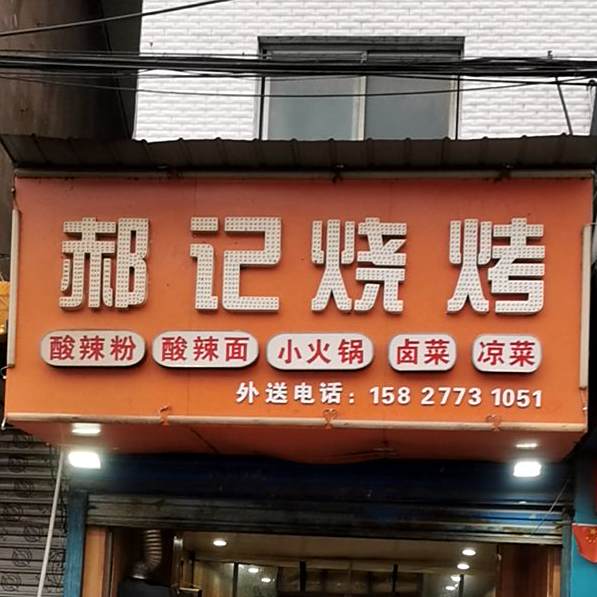 郝记烧烤
酸辣粉 酸辣面 小火锅 卤菜 凉菜
外送电话：158 2773 1051